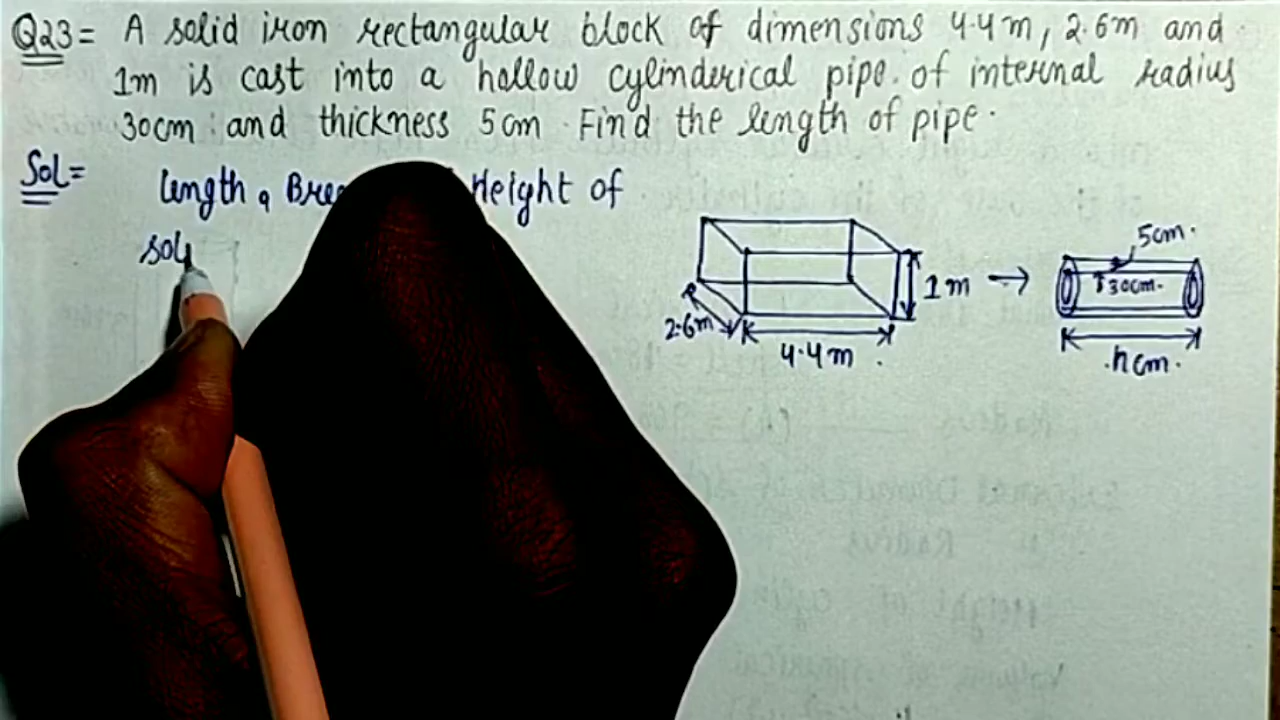 Q23= A solid iron rectangular block of dimensions 4.4m, 2.6m and
1m is cast into a hollow cylinderical pipe. of internal radius
30cm and thickness 5cm. Find the length of pipe.
Sol= Length, Height of
5cm.
30cm.
1m →
2.6m
4.4m
hcm.